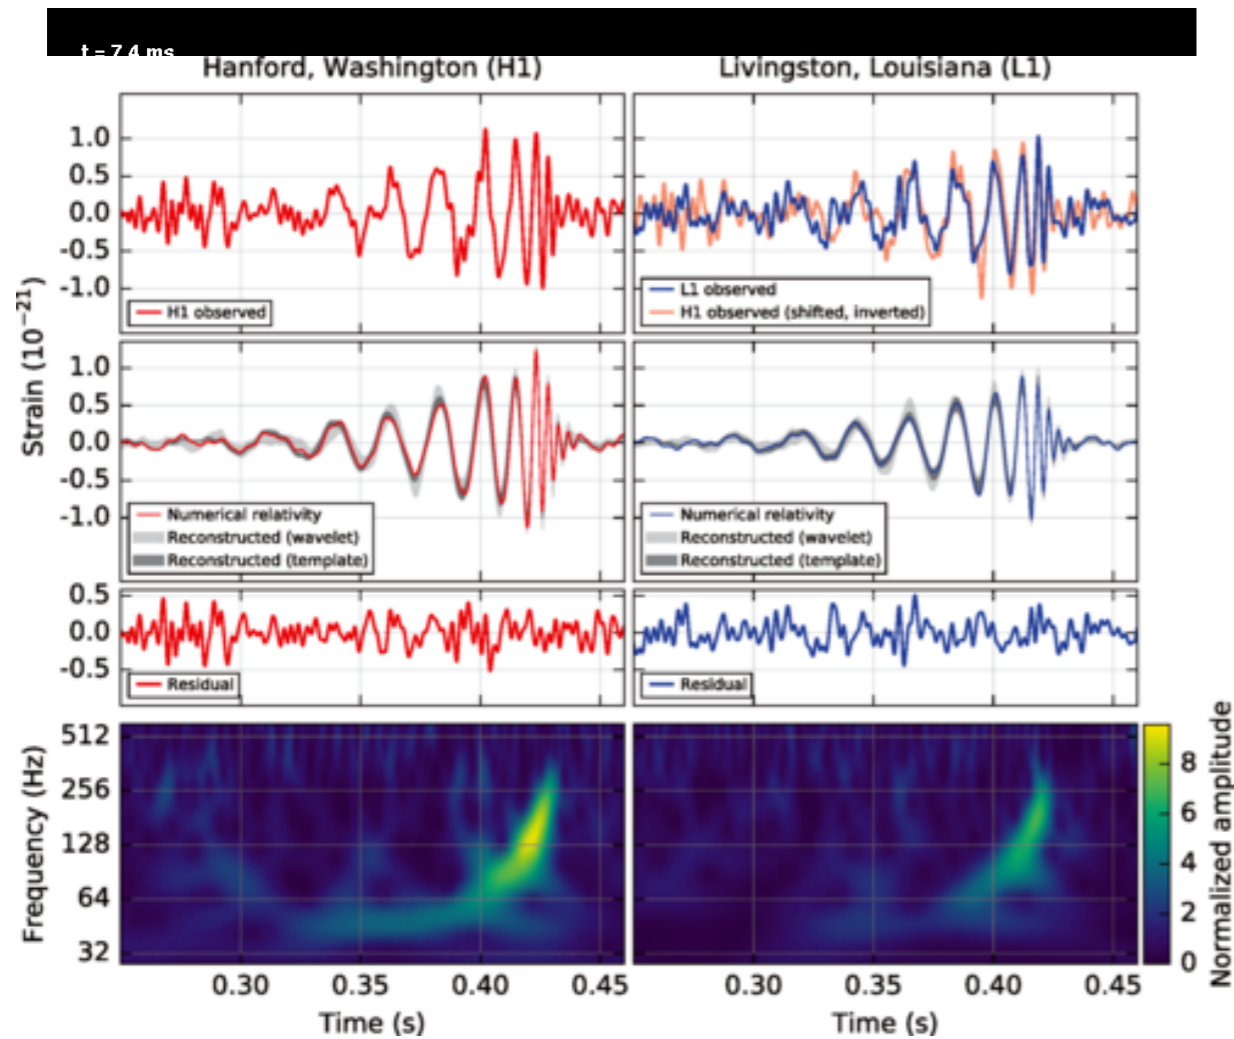 t = 7.4 ms
Hanford, Washington (H1)
Livingston, Louisiana (L1)
Strain (10⁻²¹)
1.0
0.5
0.0
-0.5
-1.0
H1 observed
L1 observed
H1 observed (shifted, inverted)
1.0
0.5
0.0
-0.5
-1.0
Numerical relativity
Reconstructed (wavelet)
Reconstructed (template)
Numerical relativity
Reconstructed (wavelet)
Reconstructed (template)
0.5
0.0
-0.5
Residual
Residual
Frequency (Hz)
512
256
128
64
32
0.30 0.35 0.40 0.45
Time (s)
0.30 0.35 0.40 0.45
Time (s)
8
6
4
2
0
Normalized amplitude